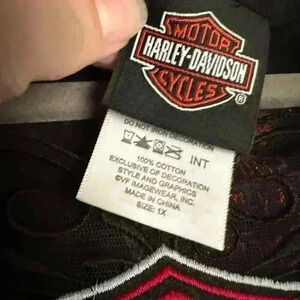 MOTOR
HARLEY-DAVIDSON
CYCLES
®
DO NOT IRON DECORATION
INT
100% COTTON
EXCLUSIVE OF DECORATION
STYLE AND GRAPHICS
©VF IMAGEWEAR, INC.
MADE IN CHINA
SIZE: 1X